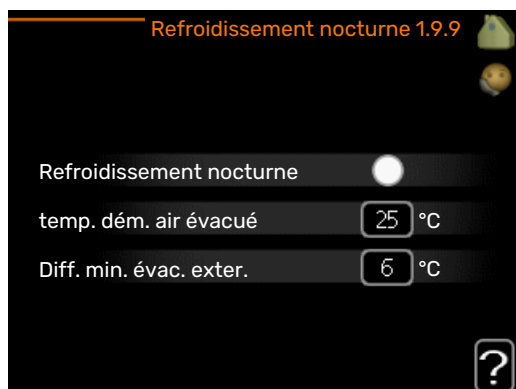 Refroidissement nocturne 1.9.9
Refroidissement nocturne
temp. dém. air évacué 25 °C
Diff. min. évac. exter. 6 °C
?